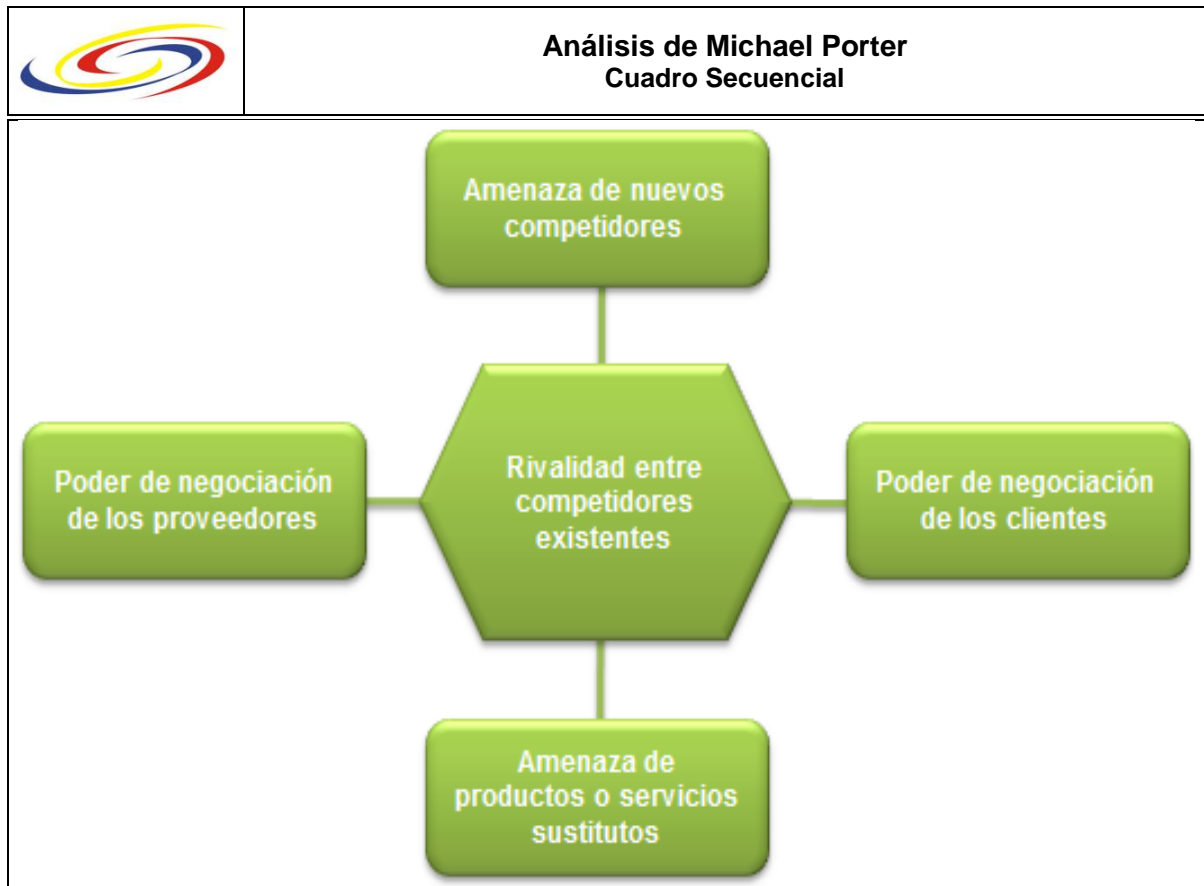 Análisis de Michael Porter
Cuadro Secuencial
Amenaza de nuevos
competidores
Poder de negociación
de los proveedores
Rivalidad entre
competidores
existentes
Poder de negociación
de los clientes
Amenaza de
productos o servicios
sustitutos